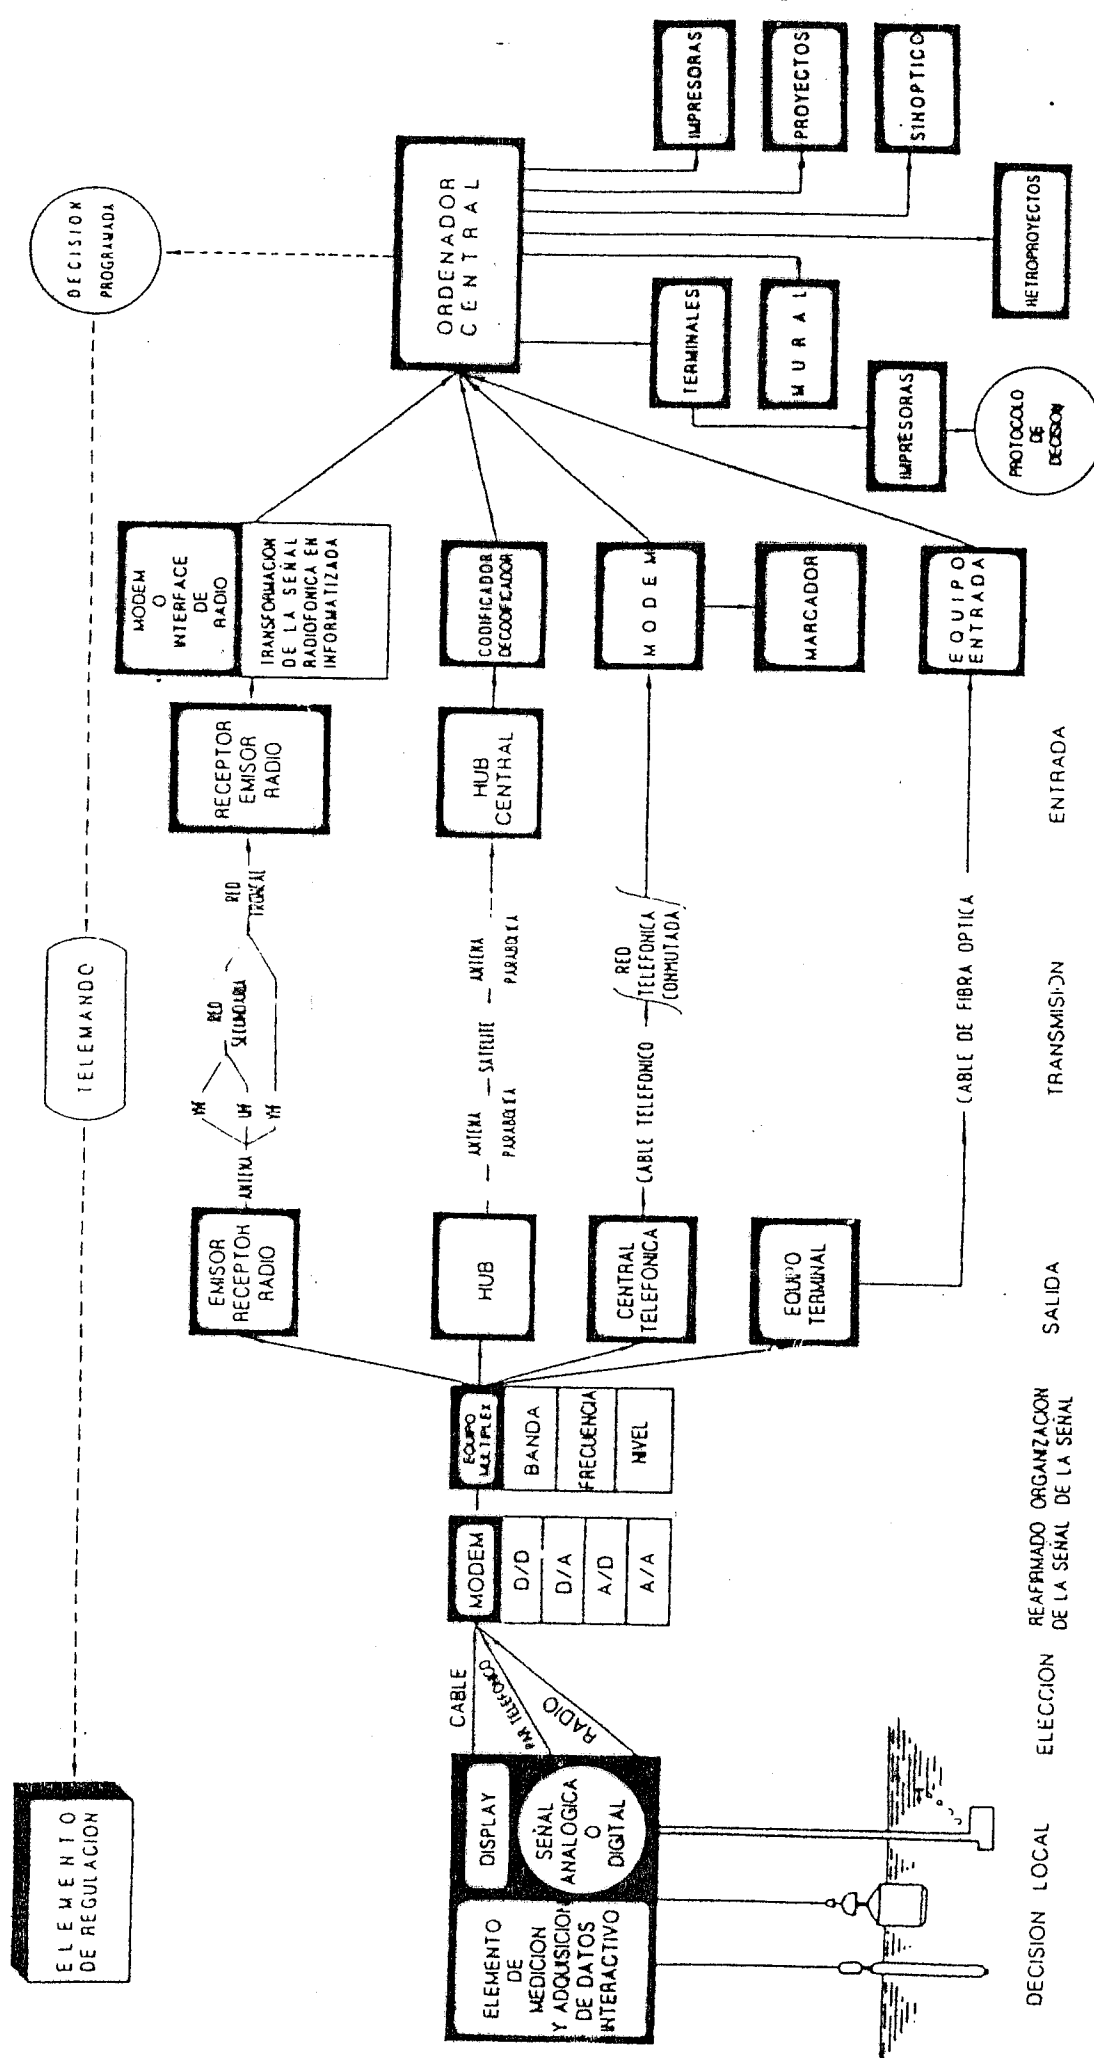 ELEMENTO
DE REGULACION
TELEMANDO
DECISION
PROGRAMADA
ELEMENTO
DE
MEDICION
Y ADQUISICION
DE DATOS
INTERACTIVO
DISPLAY
SEÑAL
ANALOGICA
O
DIGITAL
CABLE
PAR TELEFONICO
RADIO
MODEM
D/D
D/A
A/D
A/A
EQUIPO
MULTIPLEX
BANDA
FRECUENCIA
NIVEL
EMISOR
RECEPTOR
RADIO
ANTENA
VHF
UHF
VHF
RED
SECUNDARIA
RED
TRONCAL
RECEPTOR
EMISOR
RADIO
MODEM
O
INTERFACE
DE
RADIO
TRANSFORMACION
DE LA SEÑAL
RADIOFONICA EN
INFORMATIZADA
HUB
ANTENA
PARABOLICA
SATELITE
ANTENA
PARABOLICA
HUB
CENTRAL
CODIFICADOR
DECODIFICADOR
CENTRAL
TELEFONICA
CABLE TELEFONICO
RED
TELEFONICA
CONMUTADA
MODEM
MARCADOR
EQUIPO
TERMINAL
CABLE DE FIBRA OPTICA
EQUIPO
ENTRADA
ORDENADOR
CENTRAL
IMPRESORAS
PROYECTOS
SINOPTICO
RETROPROYECTOS
TERMINALES
MURAL
IMPRESORAS
PROTOCOLO
DE
DECISION
DECISION LOCAL
ELECCION
REAFIRMADO
DE LA SEÑAL
ORGANIZACION
DE LA SEÑAL
SALIDA
TRANSMISION
ENTRADA